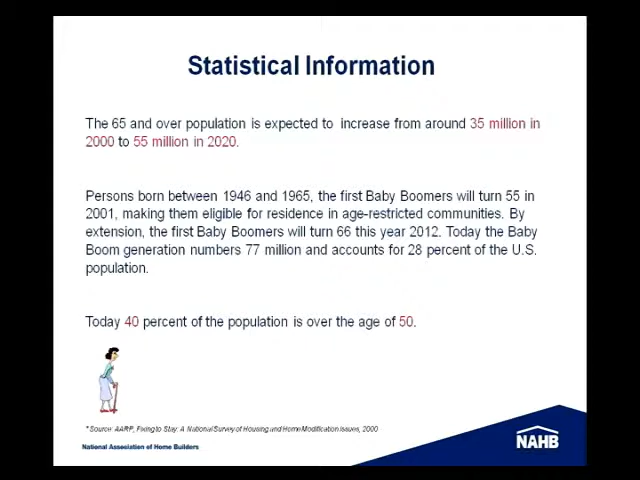 Statistical Information
The 65 and over population is expected to increase from around 35 million in
2000 to 55 million in 2020.
Persons born between 1946 and 1965, the first Baby Boomers will turn 55 in
2001, making them eligible for residence in age-restricted communities. By
extension, the first Baby Boomers will turn 66 this year 2012. Today the Baby
Boom generation numbers 77 million and accounts for 28 percent of the U.S.
population.
Today 40 percent of the population is over the age of 50.
* Source: AARP, Fixing to Stay: A National Survey of Housing and Home Modification Issues, 2000
National Association of Home Builders
NAHB